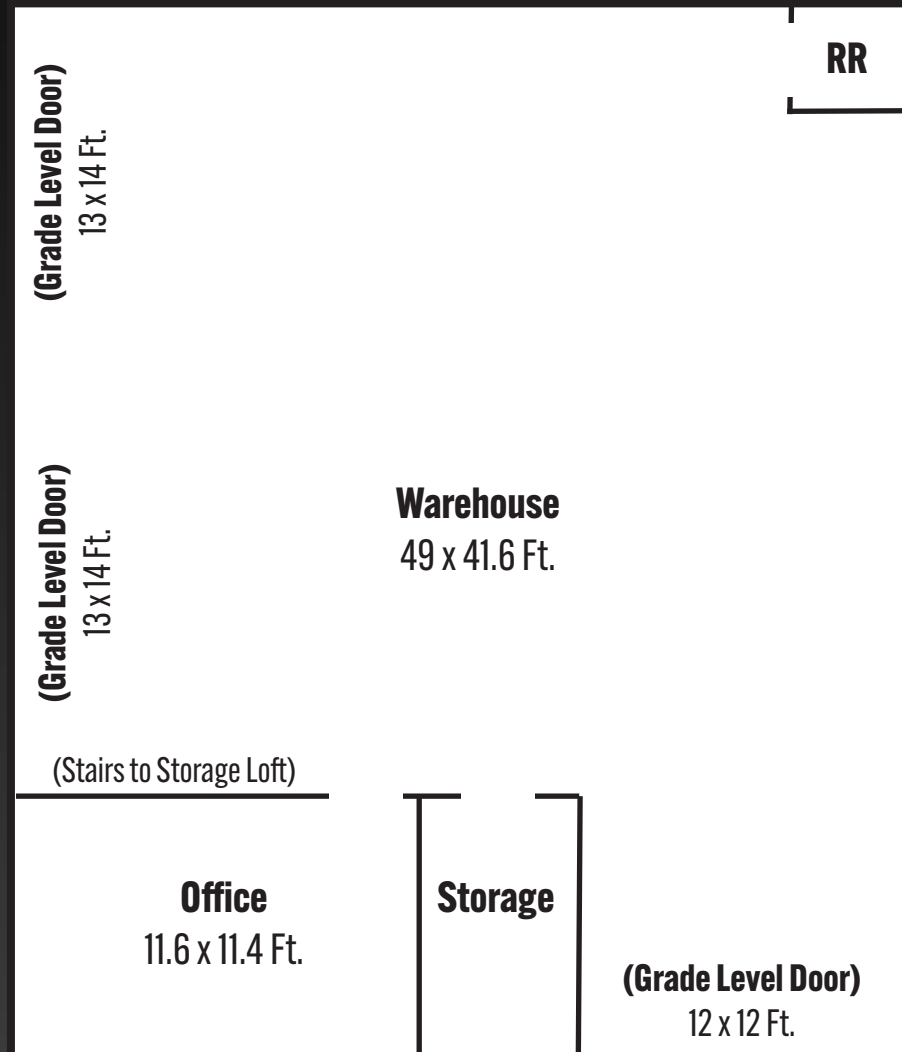 RR
(Grade Level Door)
13 x 14 Ft.
(Grade Level Door)
13 x 14 Ft.
Warehouse
49 x 41.6 Ft.
(Stairs to Storage Loft)
Office
11.6 x 11.4 Ft.
Storage
(Grade Level Door)
12 x 12 Ft.